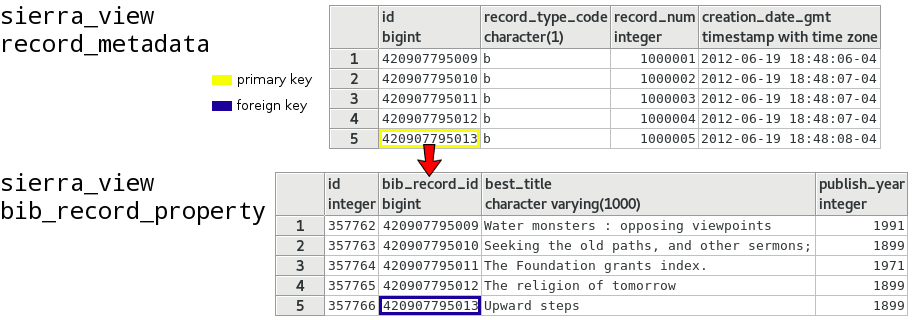 sierra_view
record_metadata
primary key
foreign key
id record_type_code record_num creation_date_gmt
bigint character(1) integer timestamp with time zone
1 420907795009 b 1000001 2012-06-19 18:48:06-04
2 420907795010 b 1000002 2012-06-19 18:48:07-04
3 420907795011 b 1000003 2012-06-19 18:48:07-04
4 420907795012 b 1000004 2012-06-19 18:48:07-04
5 420907795013 b 1000005 2012-06-19 18:48:08-04
sierra_view
bib_record_property
id bib_record_id best_title publish_year
integer bigint character varying(1000) integer
1 357762 420907795009 Water monsters : opposing viewpoints 1991
2 357763 420907795010 Seeking the old paths, and other sermons; 1899
3 357764 420907795011 The Foundation grants index. 1971
4 357765 420907795012 The religion of tomorrow 1899
5 357766 420907795013 Upward steps 1899